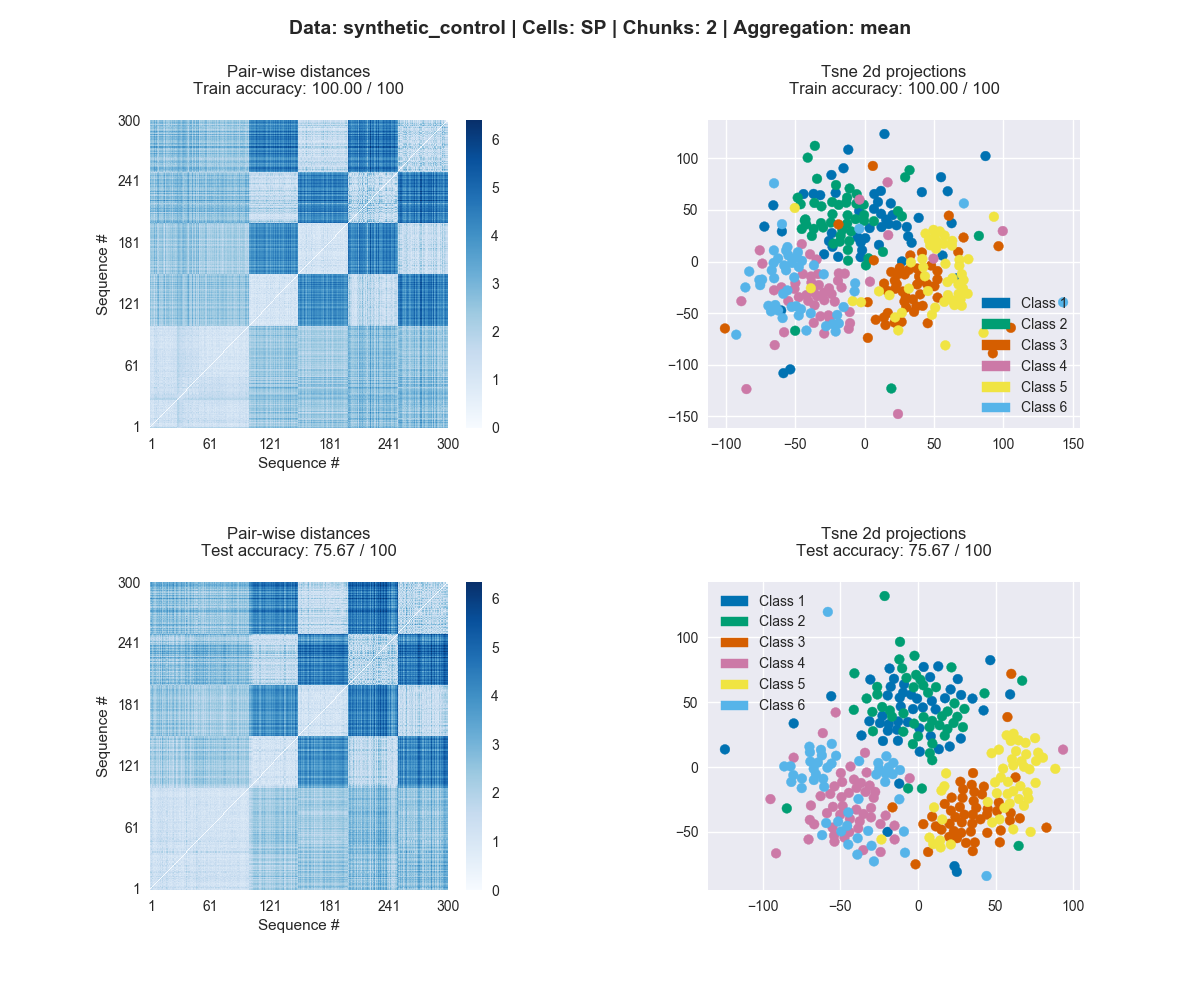 Data: synthetic_control | Cells: SP | Chunks: 2 | Aggregation: mean
Pair-wise distances
Train accuracy: 100.00 / 100
300
241
181
121
61
1
Sequence #
1 61 121 181 241 300
Sequence #
6
5
4
3
2
1
0
Tsne 2d projections
Train accuracy: 100.00 / 100
100
50
0
−50
−100
−150
−100 −50 0 50 100 150
Class 1
Class 2
Class 3
Class 4
Class 5
Class 6
Pair-wise distances
Test accuracy: 75.67 / 100
300
241
181
121
61
1
Sequence #
1 61 121 181 241 300
Sequence #
6
5
4
3
2
1
0
Tsne 2d projections
Test accuracy: 75.67 / 100
Class 1
Class 2
Class 3
Class 4
Class 5
Class 6
100
50
0
−50
−100 −50 0 50 100